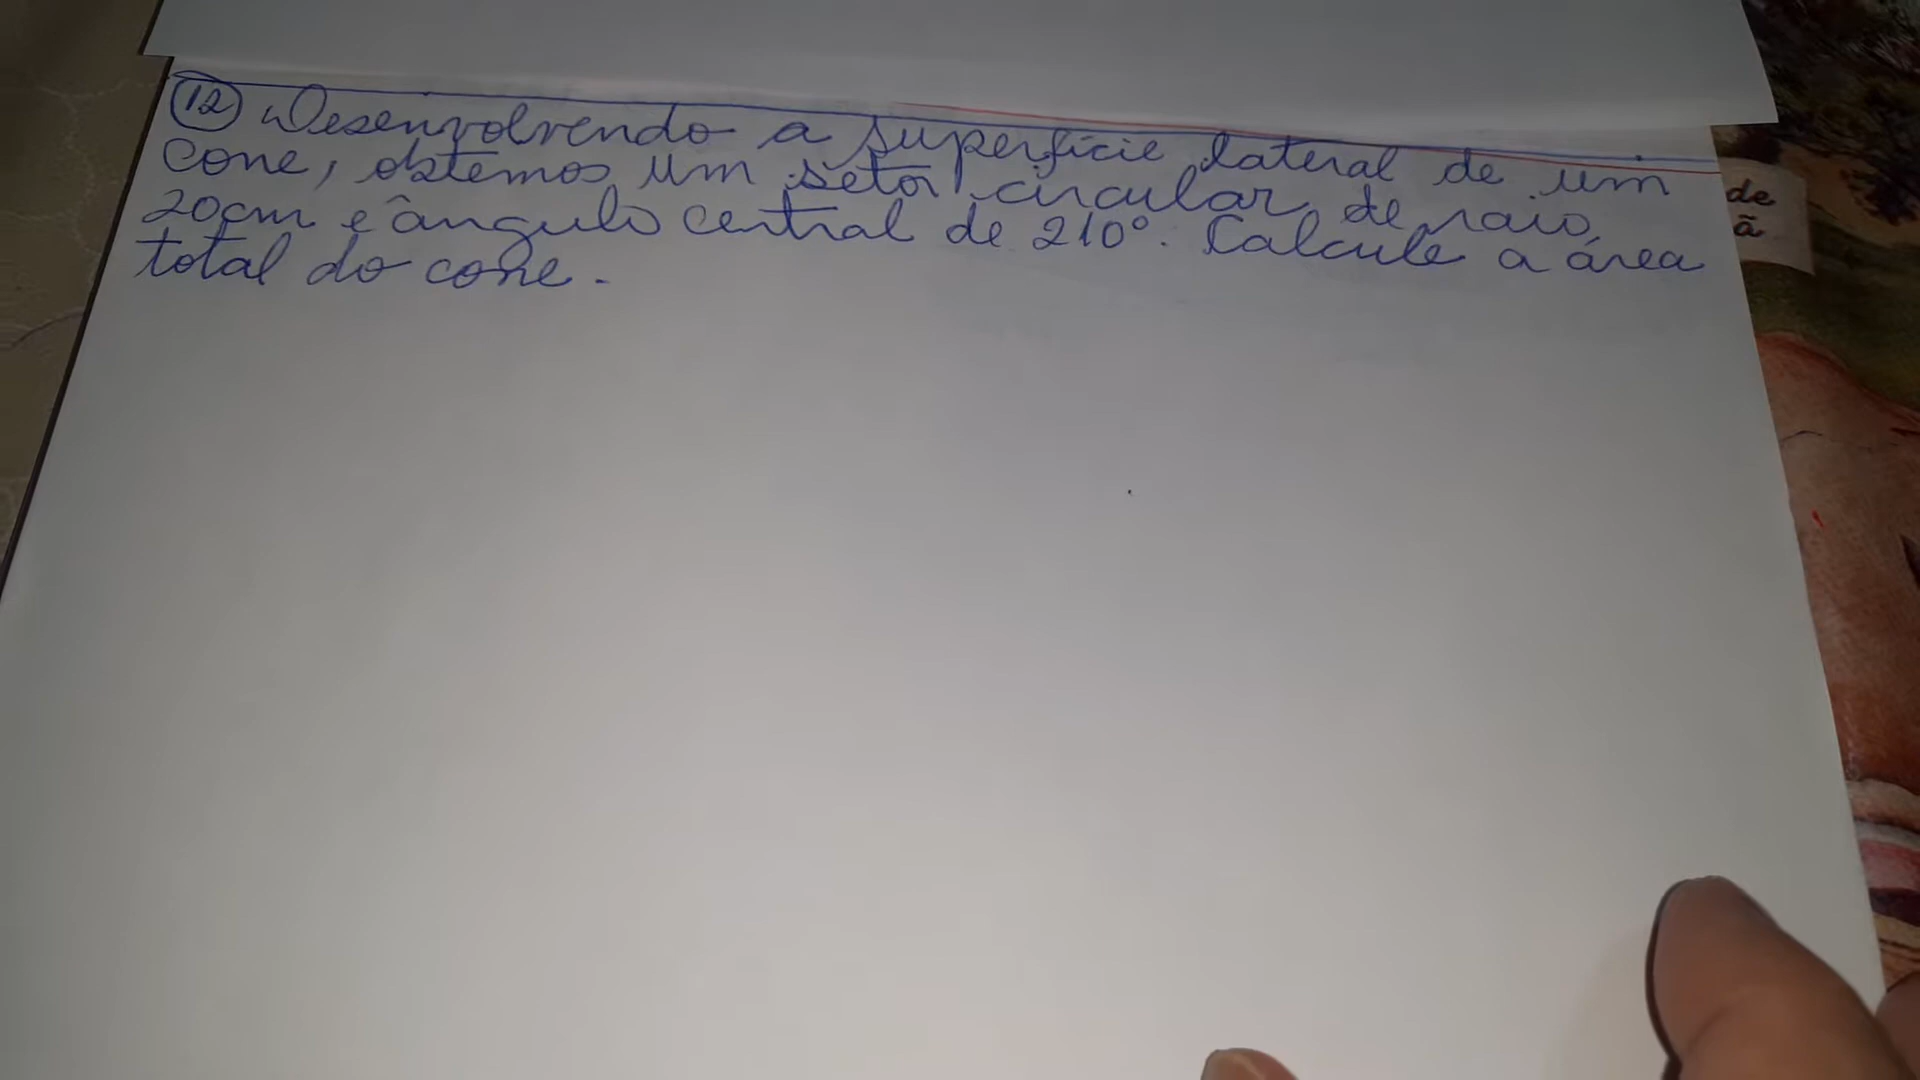 12 Desenvolvendo a superfície lateral de um
cone, obtemos um setor circular de raio
20cm e ângulo central de 210°. Calcule a área
total do cone.
de
ã